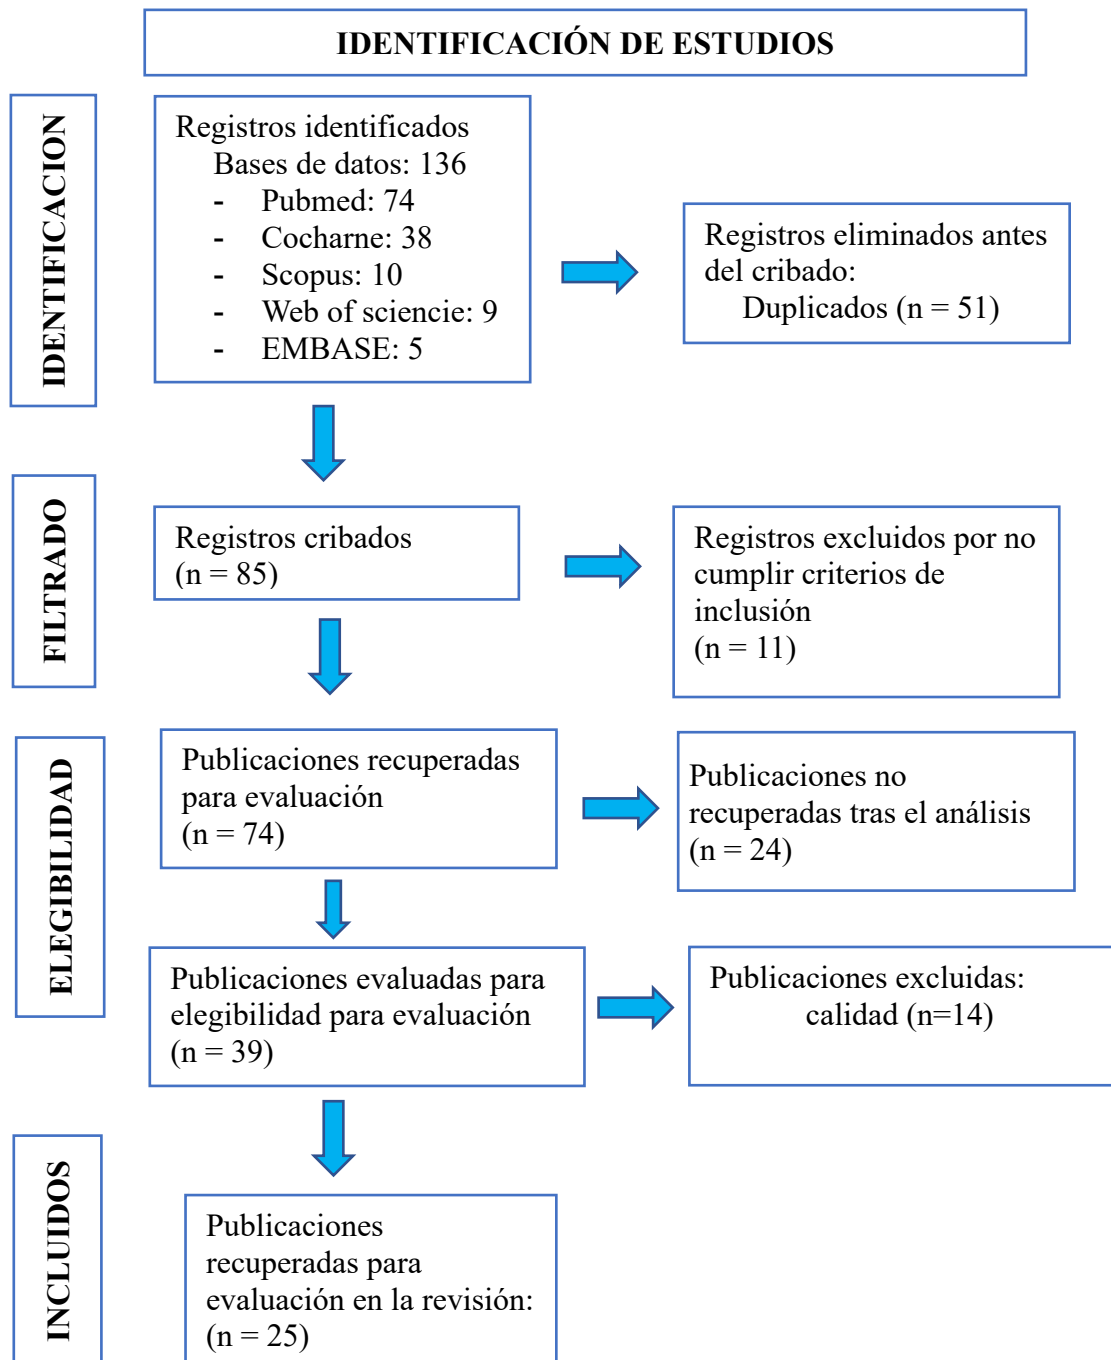 IDENTIFICACIÓN DE ESTUDIOS
IDENTIFICACION
Registros identificados
Bases de datos: 136
- Pubmed: 74
- Cocharne: 38
- Scopus: 10
- Web of sciencie: 9
- EMBASE: 5
Registros eliminados antes
del cribado:
Duplicados (n = 51)
FILTRADO
Registros cribados
(n = 85)
Registros excluidos por no
cumplir criterios de
inclusión
(n = 11)
ELEGIBILIDAD
Publicaciones recuperadas
para evaluación
(n = 74)
Publicaciones no
recuperadas tras el análisis
(n = 24)
Publicaciones evaluadas para
elegibilidad para evaluación
(n = 39)
Publicaciones excluidas:
calidad (n=14)
INCLUIDOS
Publicaciones
recuperadas para
evaluación en la revisión:
(n = 25)